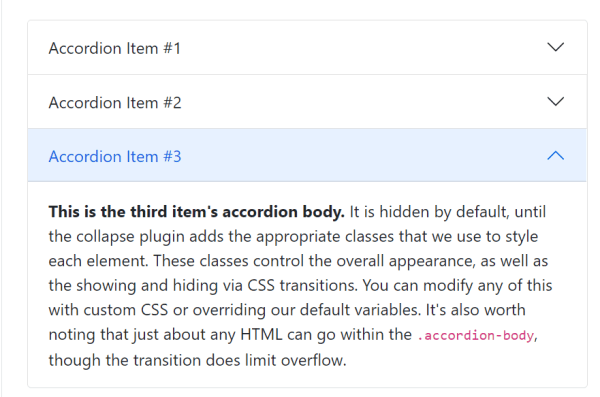 Accordion Item #1
Accordion Item #2
Accordion Item #3
This is the third item's accordion body. It is hidden by default, until
the collapse plugin adds the appropriate classes that we use to style
each element. These classes control the overall appearance, as well as
the showing and hiding via CSS transitions. You can modify any of this
with custom CSS or overriding our default variables. It's also worth
noting that just about any HTML can go within the .accordion-body,
though the transition does limit overflow.